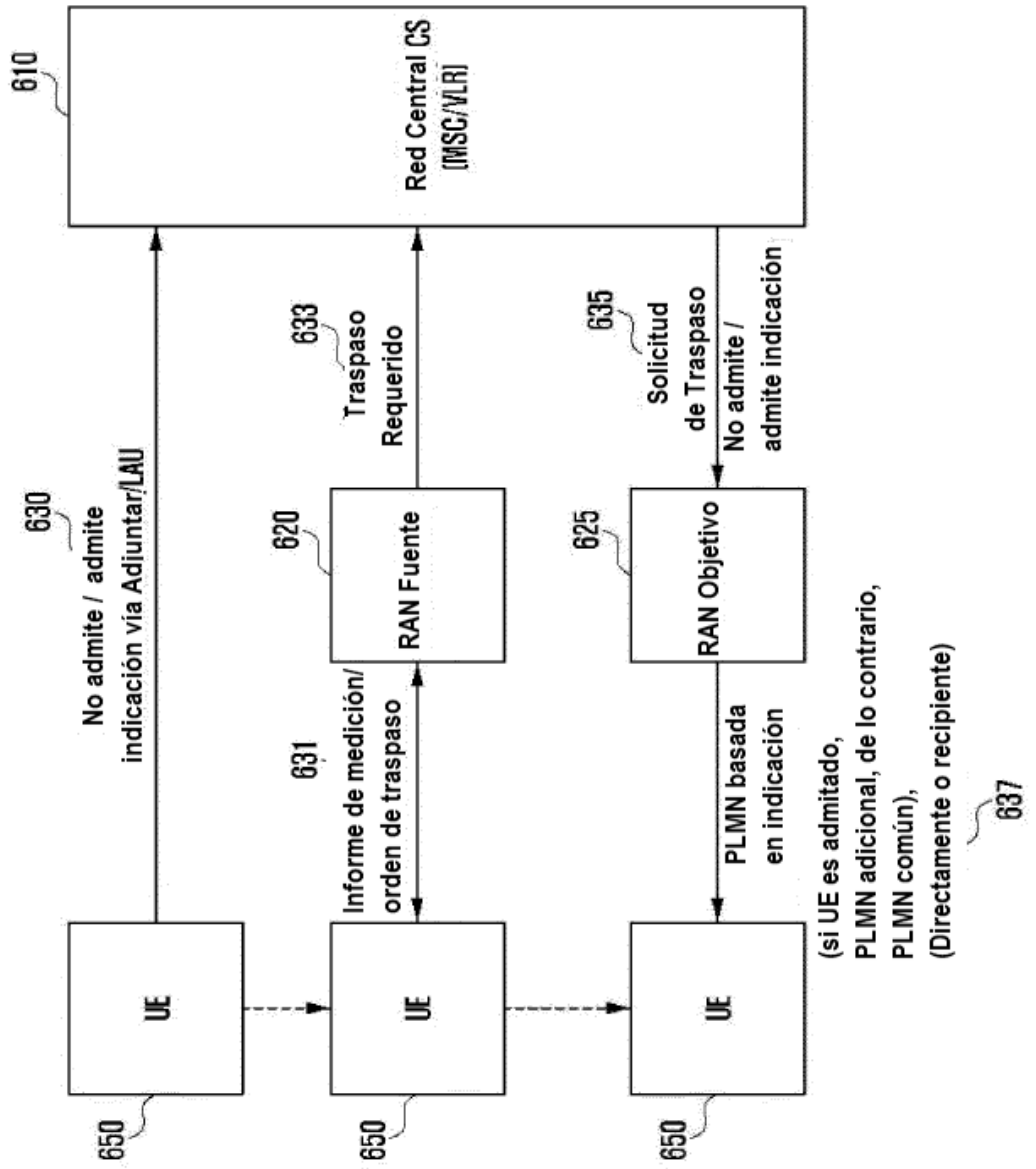 610
Red Central CS
(MSC/VLR)
630
No admite / admite
indicación vía Adjuntar/LAU
633
Traspaso
Requerido
635
Solicitud
de Traspaso
No admite /
admite indicación
620
RAN Fuente
625
RAN Objetivo
631
Informe de medición/
orden de traspaso
PLMN basada
en indicación
(si UE es admitado,
PLMN adicional, de lo contrario,
PLMN común),
(Directamente o recipiente)
637
UE
650
UE
650
UE
650